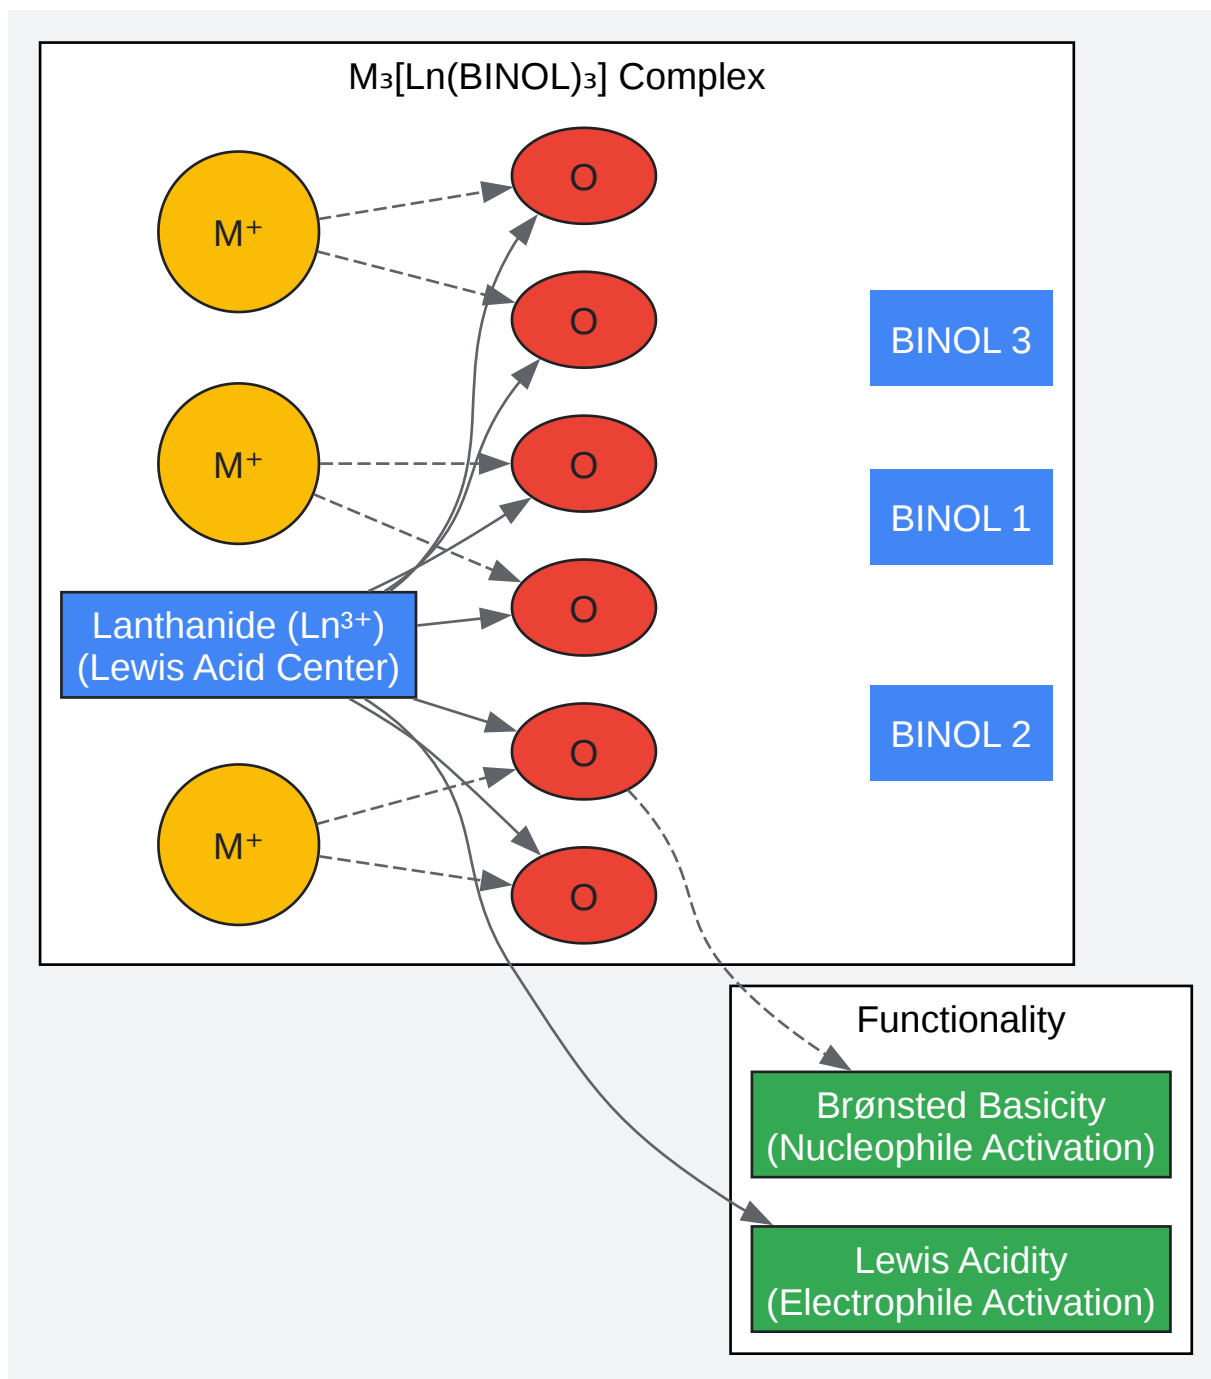 M₃[Ln(BINOL)₃] Complex
M⁺
O
O
BINOL 3
M⁺
O
BINOL 1
Lanthanide (Ln³⁺)
(Lewis Acid Center)
O
O
BINOL 2
M⁺
O
Functionality
Brønsted Basicity
(Nucleophile Activation)
Lewis Acidity
(Electrophile Activation)